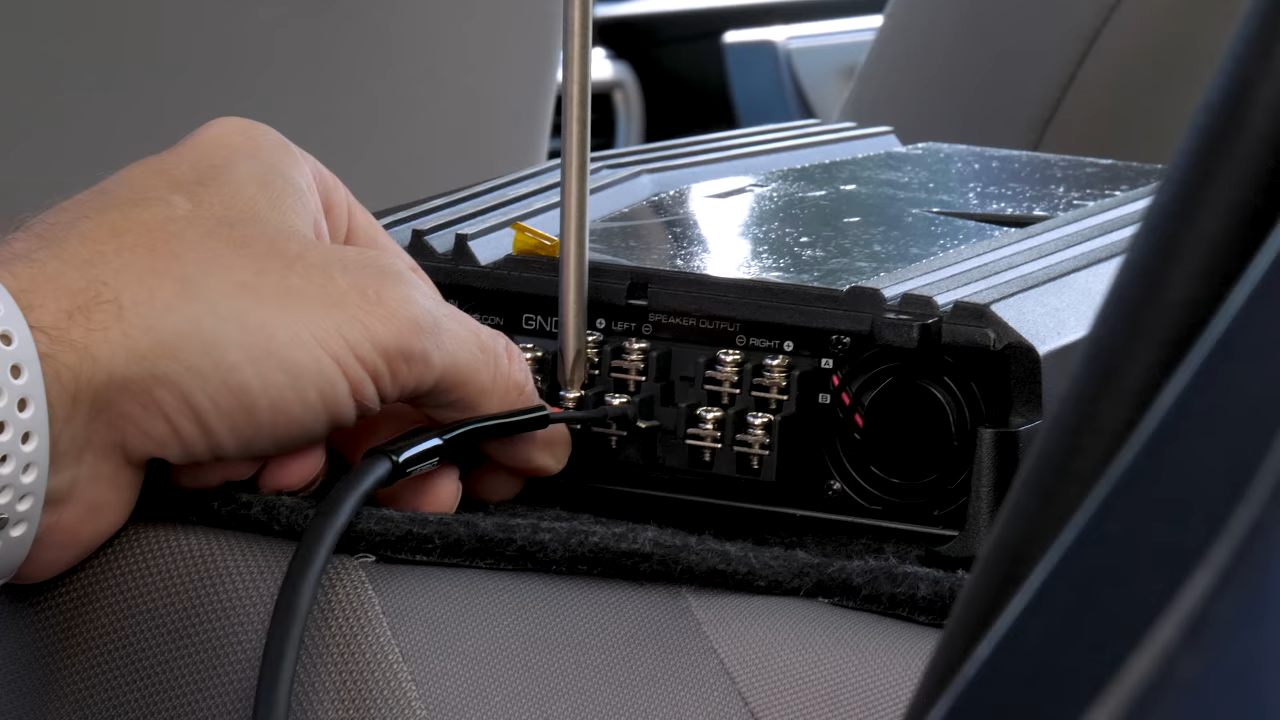 GND
SPEAKER OUTPUT
⊕ LEFT ⊖
⊖ RIGHT ⊕
A
B